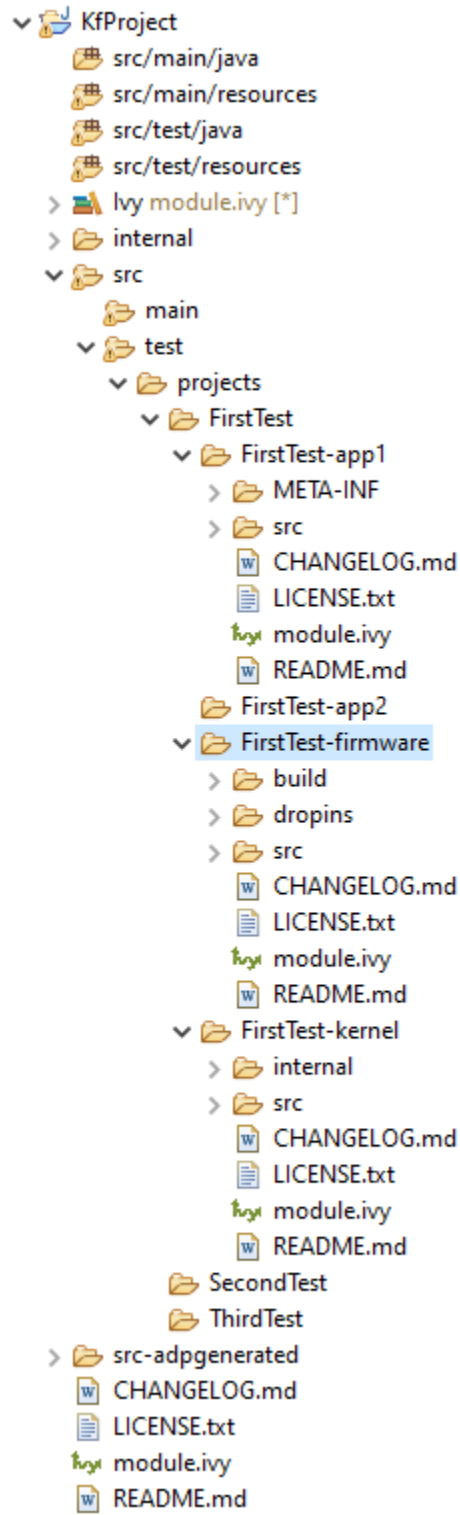 KfProject
src/main/java
src/main/resources
src/test/java
src/test/resources
Ivy module.ivy [*]
internal
src
main
test
projects
FirstTest
FirstTest-app1
META-INF
src
CHANGELOG.md
LICENSE.txt
module.ivy
README.md
FirstTest-app2
FirstTest-firmware
build
dropins
src
CHANGELOG.md
LICENSE.txt
module.ivy
README.md
FirstTest-kernel
internal
src
CHANGELOG.md
LICENSE.txt
module.ivy
README.md
SecondTest
ThirdTest
src-adpgenerated
CHANGELOG.md
LICENSE.txt
module.ivy
README.md